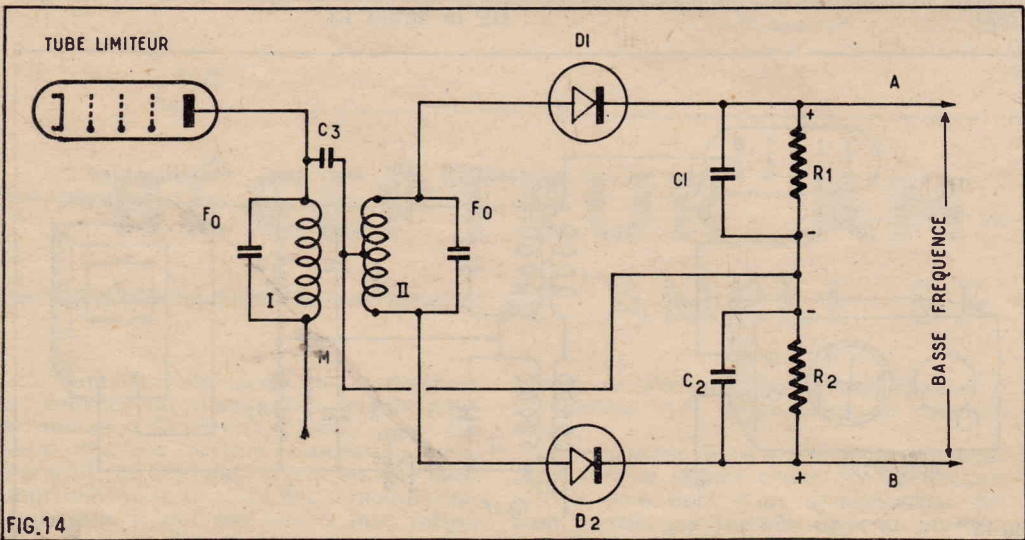 TUBE LIMITEUR
D1
A
C3
+
C1
R1
F0
F0
-
I
II
-
M
C2
R2
BASSE FREQUENCE
+
B
D2
FIG.14